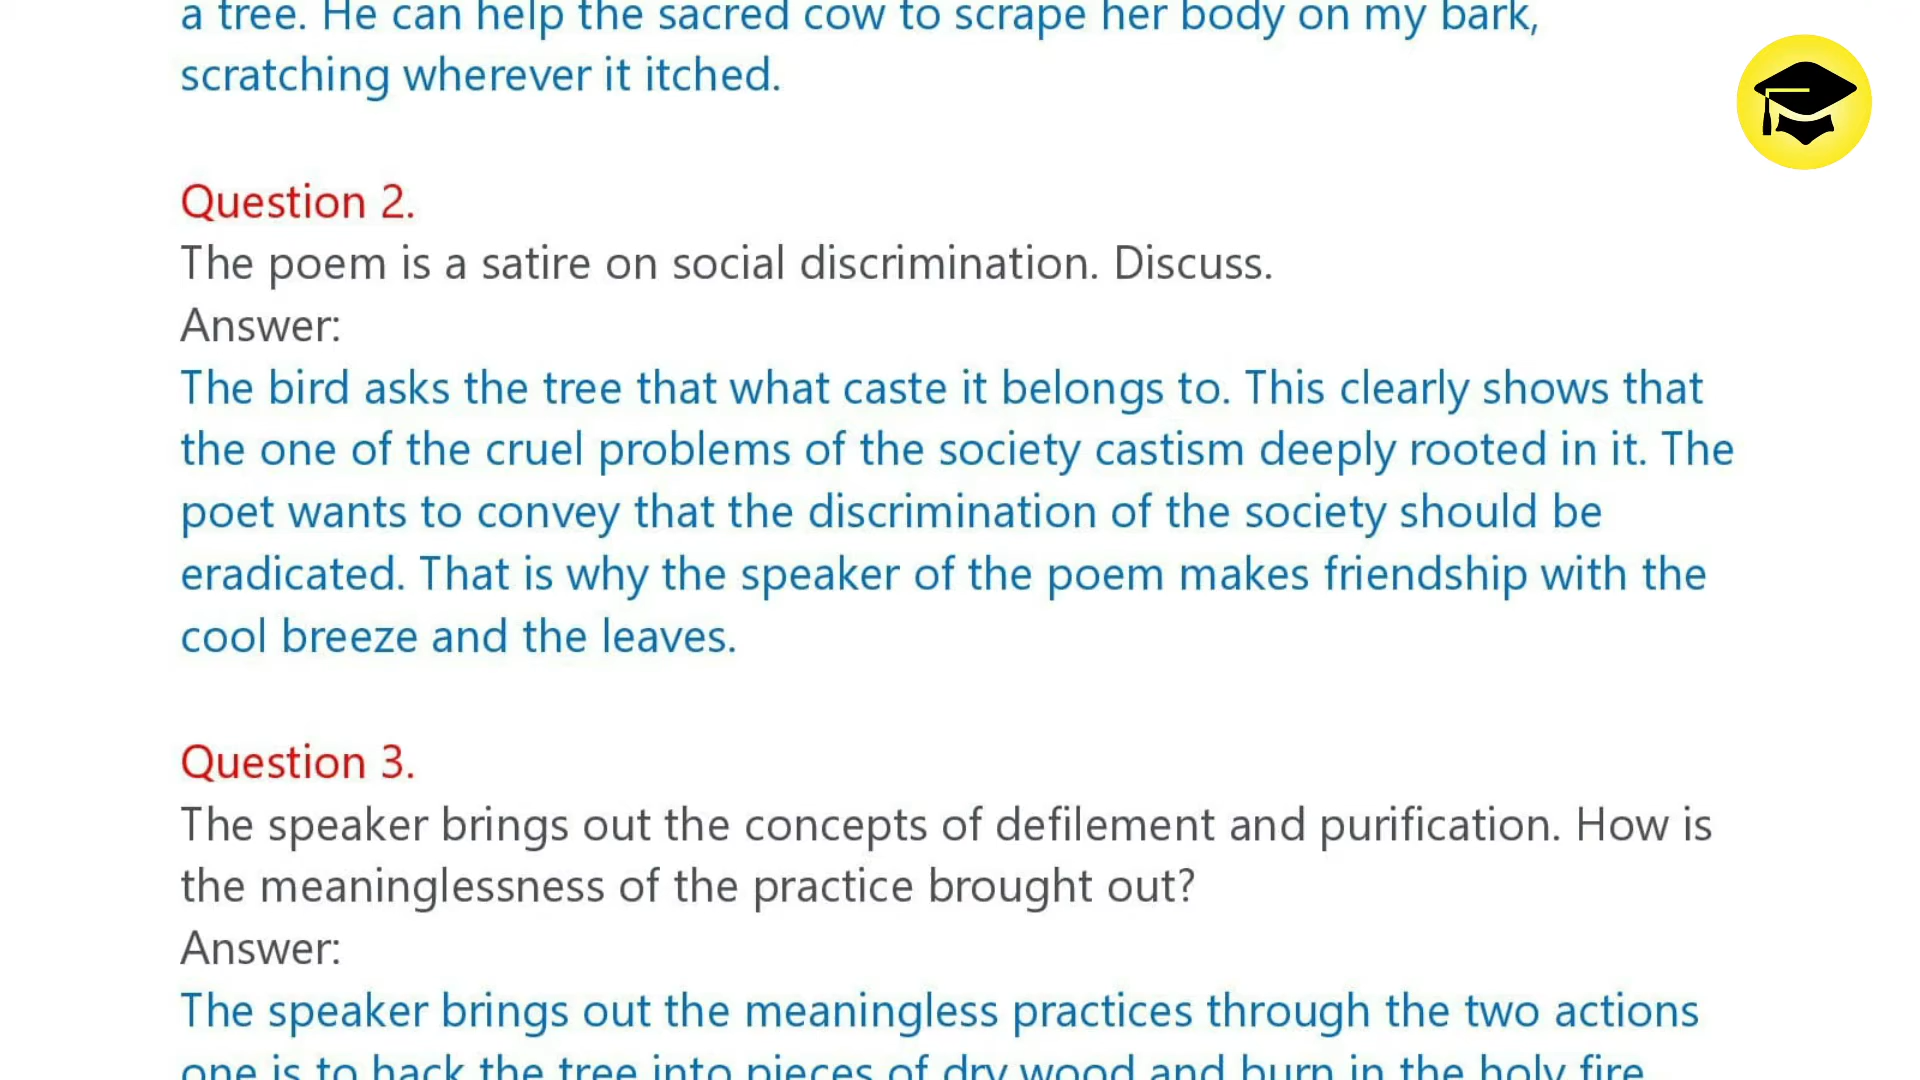 a tree. He can help the sacred cow to scrape her body on my bark,
scratching wherever it itched.
Question 2.
The poem is a satire on social discrimination. Discuss.
Answer:
The bird asks the tree that what caste it belongs to. This clearly shows that
the one of the cruel problems of the society castism deeply rooted in it. The
poet wants to convey that the discrimination of the society should be
eradicated. That is why the speaker of the poem makes friendship with the
cool breeze and the leaves.
Question 3.
The speaker brings out the concepts of defilement and purification. How is
the meaninglessness of the practice brought out?
Answer:
The speaker brings out the meaningless practices through the two actions
one is to hack the tree into pieces of dry wood and burn in the holy fire